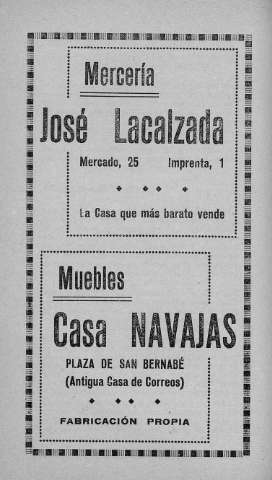 Mercería
José Lacalzada
Mercado, 25 Imprenta, 1
La Casa que más barato vende
Muebles
Casa NAVAJAS
PLAZA DE SAN BERNABÉ
(Antigua Casa de Correos)
FABRICACIÓN PROPIA